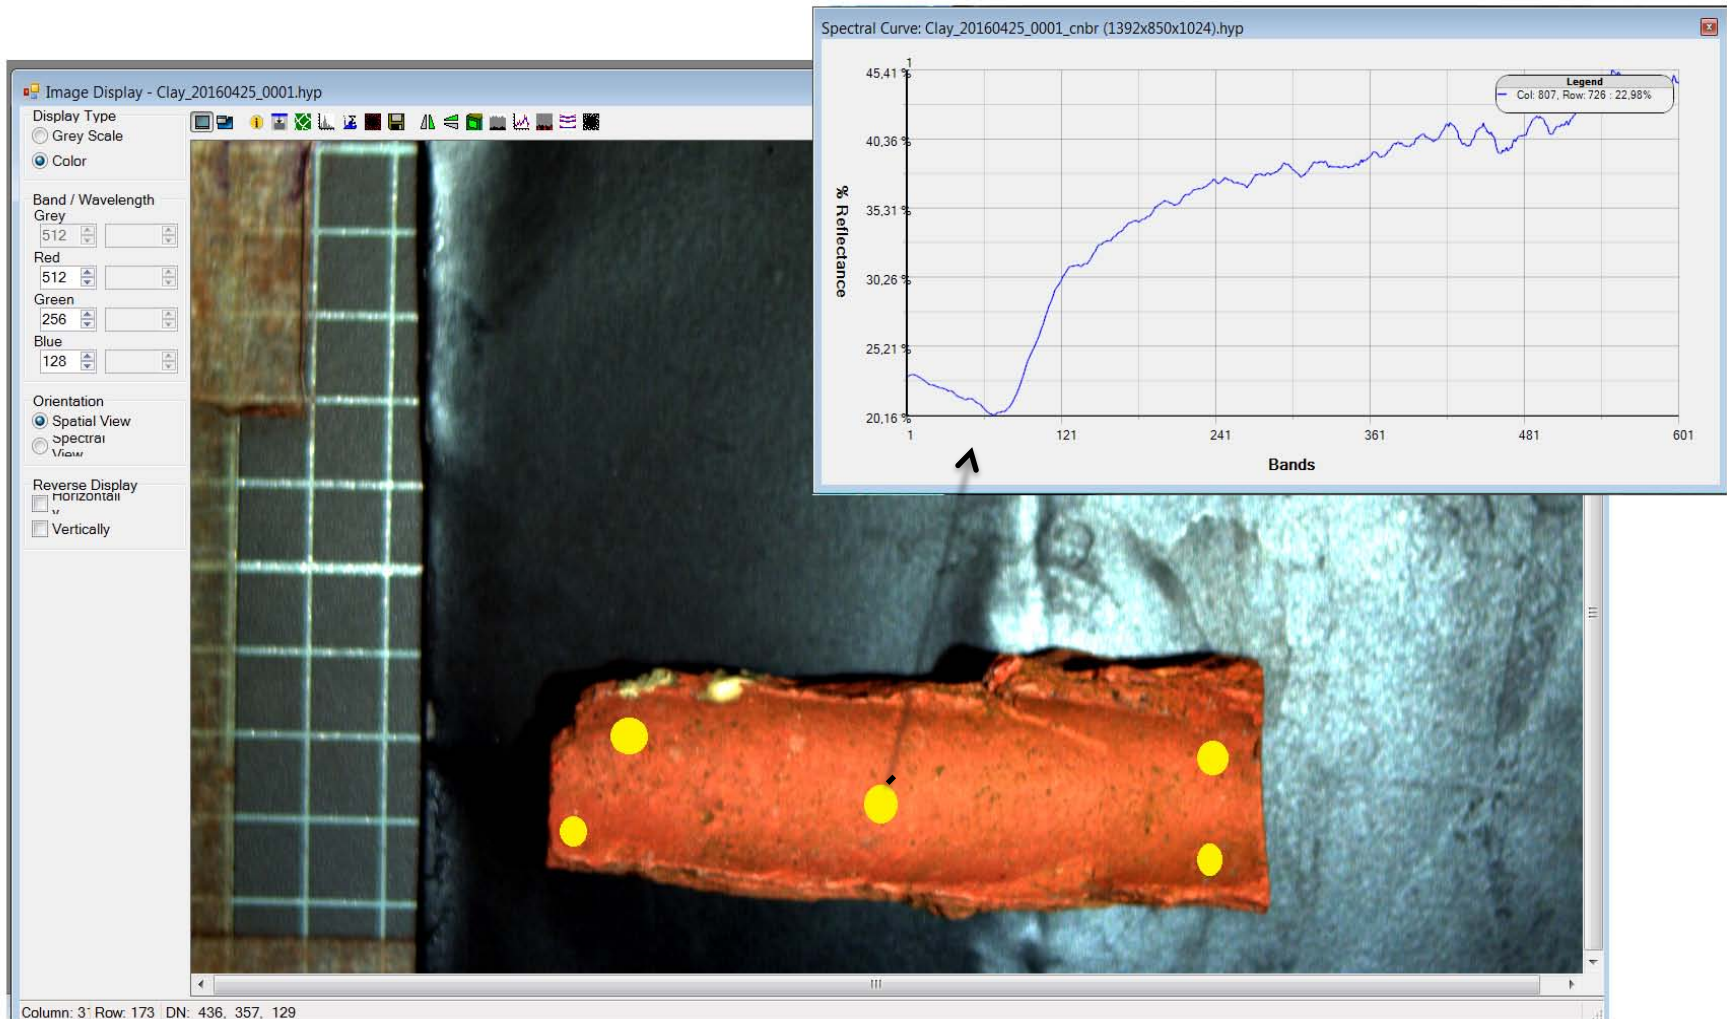 Spectral Curve: Clay_20160425_0001_cnbr (1392x850x1024).hyp
1
45,41 %
40,36 %
35,31 %
30,26 %
25,21 %
20,16 %
% Reflectance
Legend
Col: 807, Row: 726 : 22,98%
1 121 241 361 481 601
Bands
Image Display - Clay_20160425_0001.hyp
Display Type
Grey Scale
Color
Band / Wavelength
Grey
512
Red
512
Green
256
Blue
128
Orientation
Spatial View
Spectral
View
Reverse Display
Horizontall
y
Vertically
Column: 3 Row: 173 DN: 436, 357, 129